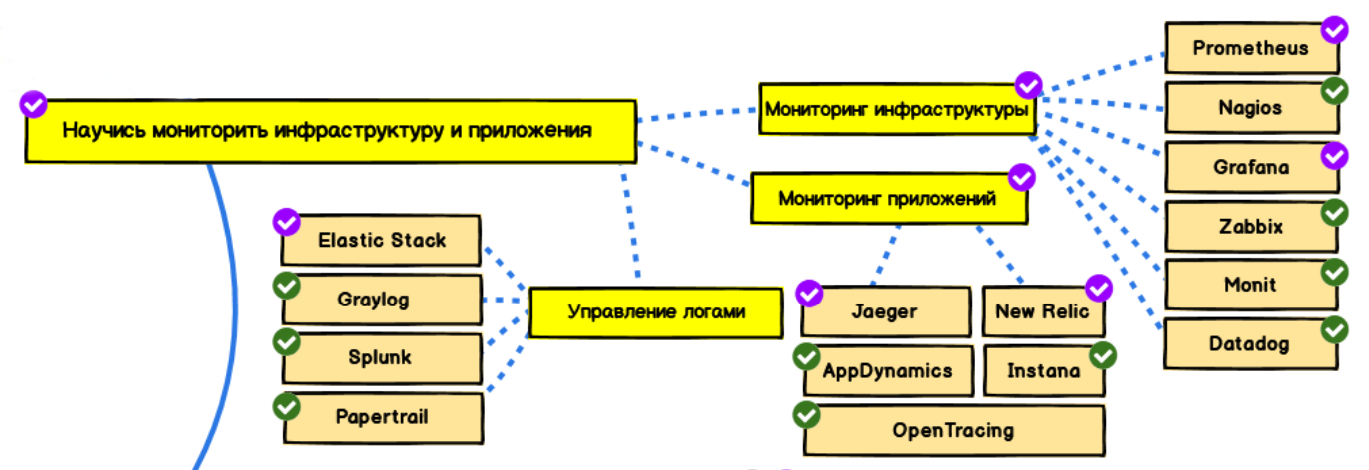 Научись мониторить инфраструктуру и приложения
Мониторинг инфраструктуры
Prometheus
Nagios
Grafana
Zabbix
Monit
Datadog
Мониторинг приложений
Jaeger
New Relic
AppDynamics
Instana
OpenTracing
Управление логами
Elastic Stack
Graylog
Splunk
Papertrail